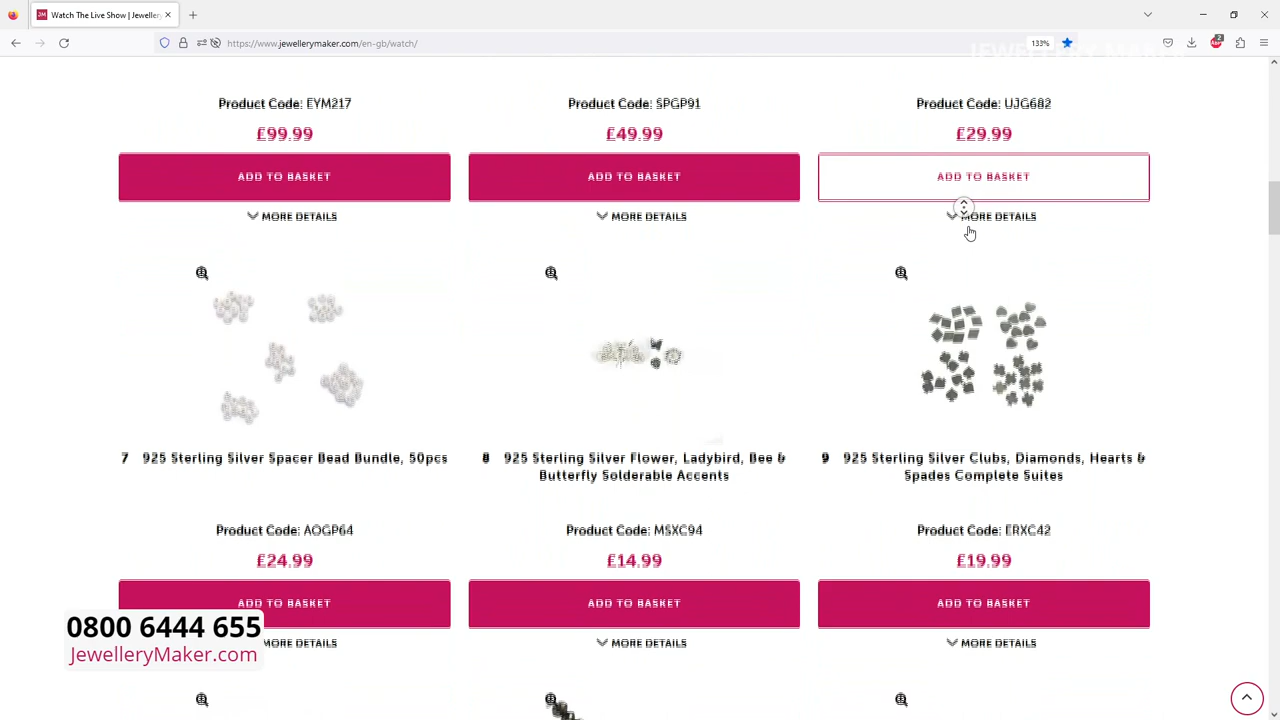 Watch The Live Show | Jeweller
https://www.jewellerymaker.com/en-gb/watch/
133%
2
JEWELLERY MAKER
Product Code: EYM217
Product Code: SPGP91
Product Code: UJG682
£99.99
£49.99
£29.99
ADD TO BASKET
ADD TO BASKET
ADD TO BASKET
MORE DETAILS
MORE DETAILS
MORE DETAILS
7 925 Sterling Silver Spacer Bead Bundle, 50pcs
8 925 Sterling Silver Flower, Ladybird, Bee &
Butterfly Solderable Accents
9 925 Sterling Silver Clubs, Diamonds, Hearts &
Spades Complete Suites
Product Code: AOGP64
Product Code: MSXC94
Product Code: ERXC42
£24.99
£14.99
£19.99
ADD TO BASKET
ADD TO BASKET
ADD TO BASKET
0800 6444 655
JewelleryMaker.com
MORE DETAILS
MORE DETAILS
MORE DETAILS